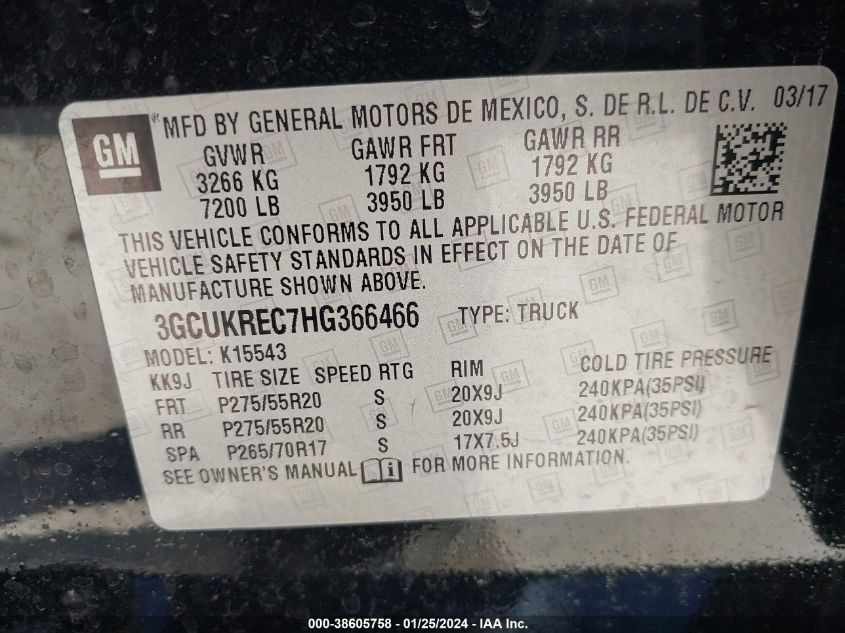 GM
® MFD BY GENERAL MOTORS DE MEXICO, S. DE R.L. DE C.V. 03/17
GVWR GAWR FRT GAWR RR
3266 KG 1792 KG 1792 KG
7200 LB 3950 LB 3950 LB
THIS VEHICLE CONFORMS TO ALL APPLICABLE U.S. FEDERAL MOTOR
VEHICLE SAFETY STANDARDS IN EFFECT ON THE DATE OF
MANUFACTURE SHOWN ABOVE.
3GCUKREC7HG366466 TYPE: TRUCK
MODEL: K15543
KK9J TIRE SIZE SPEED RTG RIM COLD TIRE PRESSURE
FRT P275/55R20 S 20X9J 240KPA(35PSI)
RR P275/55R20 S 20X9J 240KPA(35PSI)
SPA P265/70R17 S 17X7.5J 240KPA(35PSI)
SEE OWNER'S MANUAL FOR MORE INFORMATION.
000-38605758 - 01/25/2024 - IAA Inc.